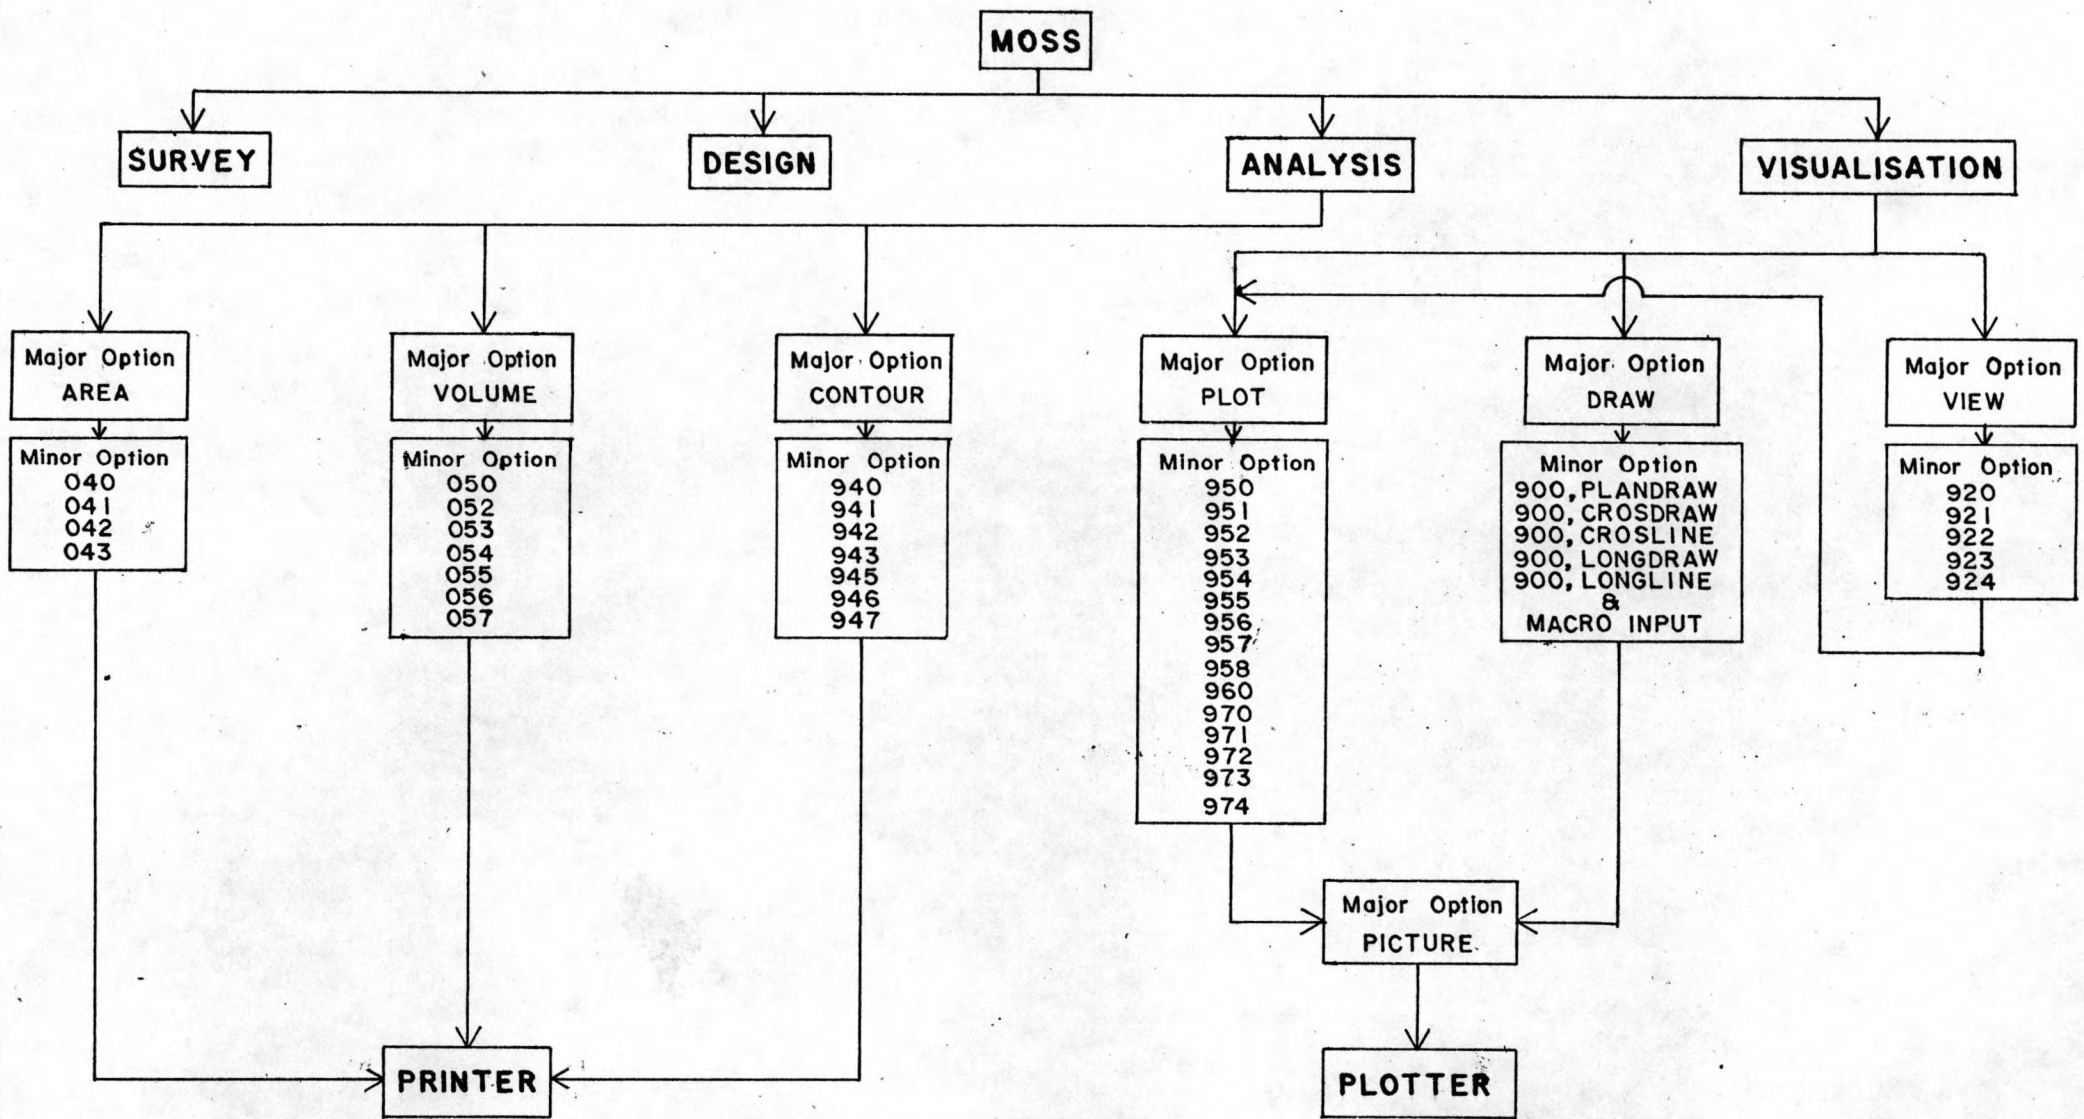 MOSS
SURVEY
DESIGN
ANALYSIS
VISUALISATION
Major Option
AREA
Minor Option
040
041
042
043
Major Option
VOLUME
Minor Option
050
052
053
054
055
056
057
Major Option
CONTOUR
Minor Option
940
941
942
943
945
946
947
Major Option
PLOT
Minor Option
950
951
952
953
954
955
956
957
958
960
970
971
972
973
974
Major Option
DRAW
Minor Option
900, PLANDRAW
900, CROSDRAW
900, CROSLINE
900, LONGDRAW
900, LONGLINE
&
MACRO INPUT
Major Option
VIEW
Minor Option
920
921
922
923
924
Major Option
PICTURE
PRINTER
PLOTTER